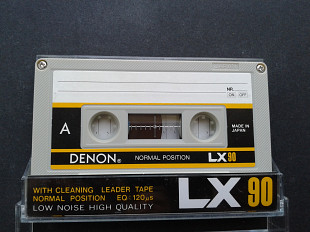 NR.
ON OFF
A
MADE IN
JAPAN
DENON®
NORMAL POSITION
LX 90
WITH CLEANING LEADER TAPE
NORMAL POSITION EQ:120μs
LOW NOISE HIGH QUALITY
LX 90